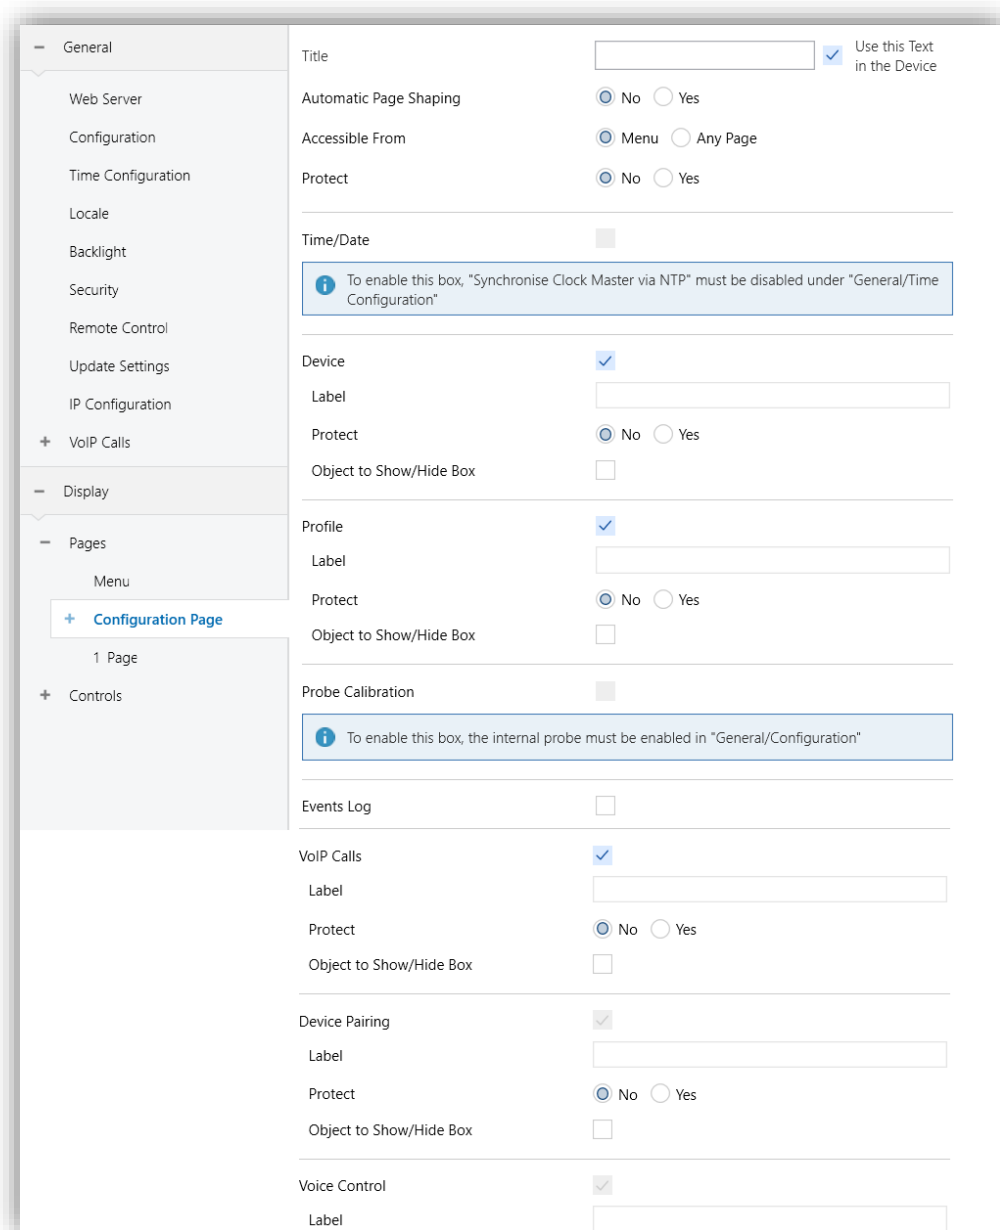 General
Web Server
Configuration
Time Configuration
Locale
Backlight
Security
Remote Control
Update Settings
IP Configuration
VoIP Calls
Display
Pages
Menu
Configuration Page
1 Page
Controls
Title
Use this Text
in the Device
Automatic Page Shaping
No Yes
Accessible From
Menu Any Page
Protect
No Yes
Time/Date
To enable this box, "Synchronise Clock Master via NTP" must be disabled under "General/Time
Configuration"
Device
Label
Protect
No Yes
Object to Show/Hide Box
Profile
Label
Protect
No Yes
Object to Show/Hide Box
Probe Calibration
To enable this box, the internal probe must be enabled in "General/Configuration"
Events Log
VoIP Calls
Label
Protect
No Yes
Object to Show/Hide Box
Device Pairing
Label
Protect
No Yes
Object to Show/Hide Box
Voice Control
Label